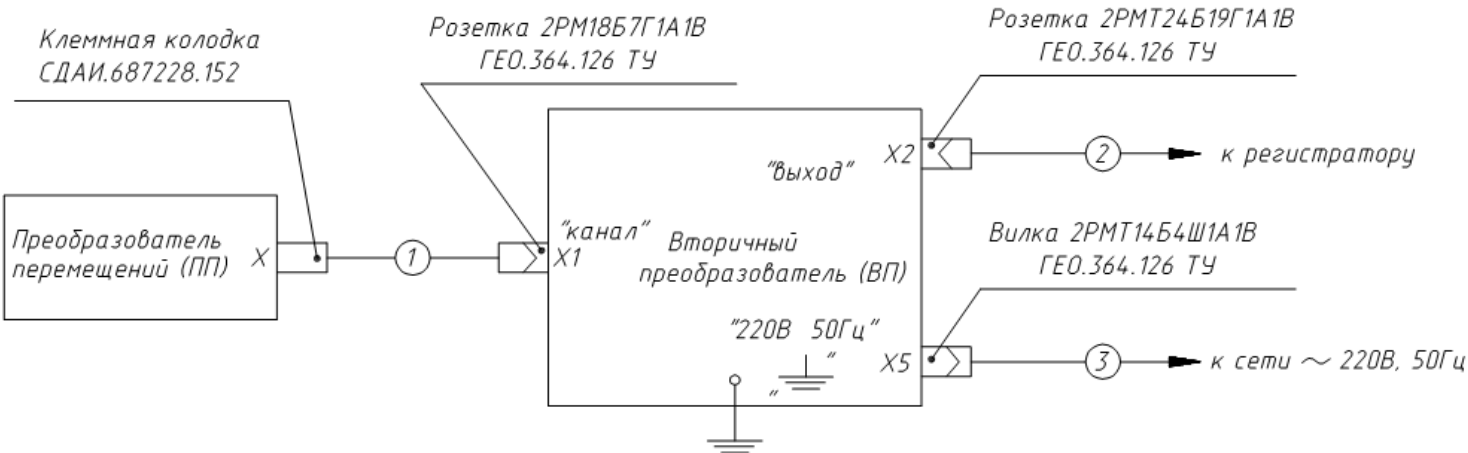 Клеммная колодка
СДАИ.687228.152
Розетка 2РМ18Б7Г1А1В
ГЕО.364.126 ТУ
Розетка 2РМТ24Б19Г1А1В
ГЕО.364.126 ТУ
Преобразователь
перемещений (ПП)
X
1
"канал"
X1
"выход"
X2
2
к регистратору
Вторичный
преобразователь (ВП)
Вилка 2РМТ14Б4Ш1А1В
ГЕО.364.126 ТУ
"220В 50Гц"
X5
3
к сети ~ 220В, 50Гц
" "